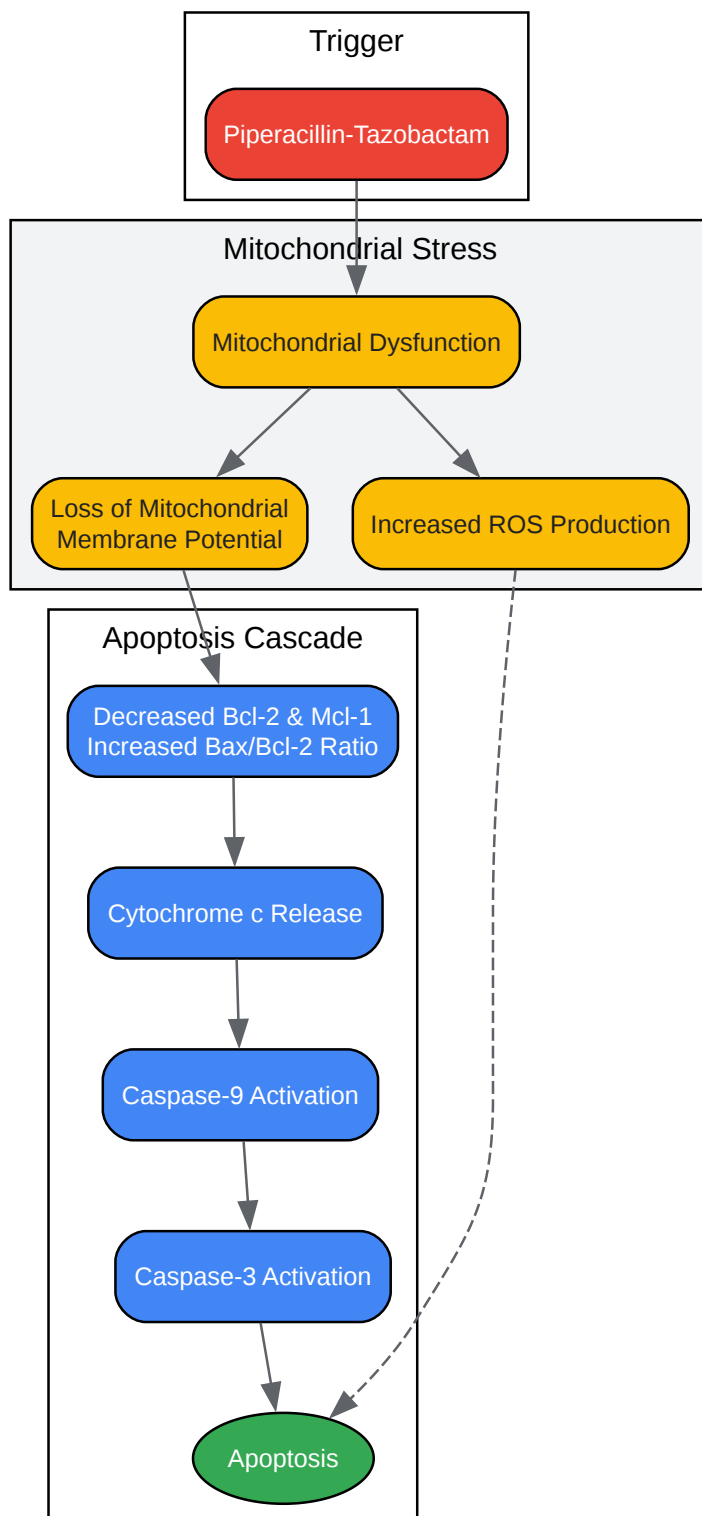 Trigger
Piperacillin-Tazobactam
Mitochondrial Stress
Mitochondrial Dysfunction
Loss of Mitochondrial
Membrane Potential
Increased ROS Production
Apoptosis Cascade
Decreased Bcl-2 & Mcl-1
Increased Bax/Bcl-2 Ratio
Cytochrome c Release
Caspase-9 Activation
Caspase-3 Activation
Apoptosis